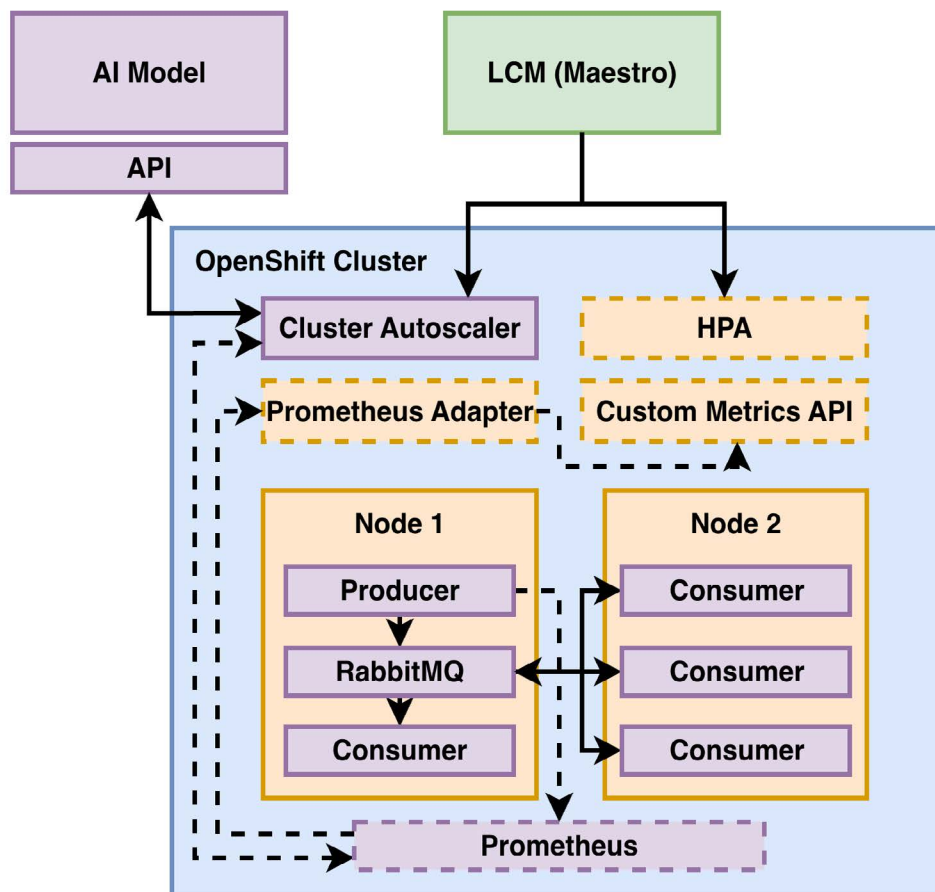 AI Model
LCM (Maestro)
API
OpenShift Cluster
Cluster Autoscaler
HPA
Prometheus Adapter
Custom Metrics API
Node 1
Node 2
Producer
Consumer
RabbitMQ
Consumer
Consumer
Consumer
Prometheus